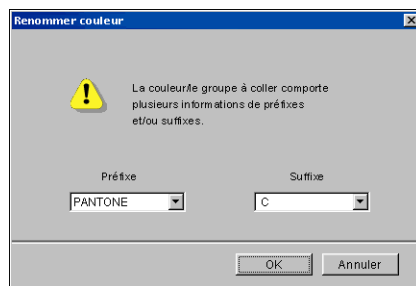 Renommer couleur
La couleur/le groupe à coller comporte
plusieurs informations de préfixes
et/ou suffixes.
Préfixe Suffixe
PANTONE C
OK Annuler